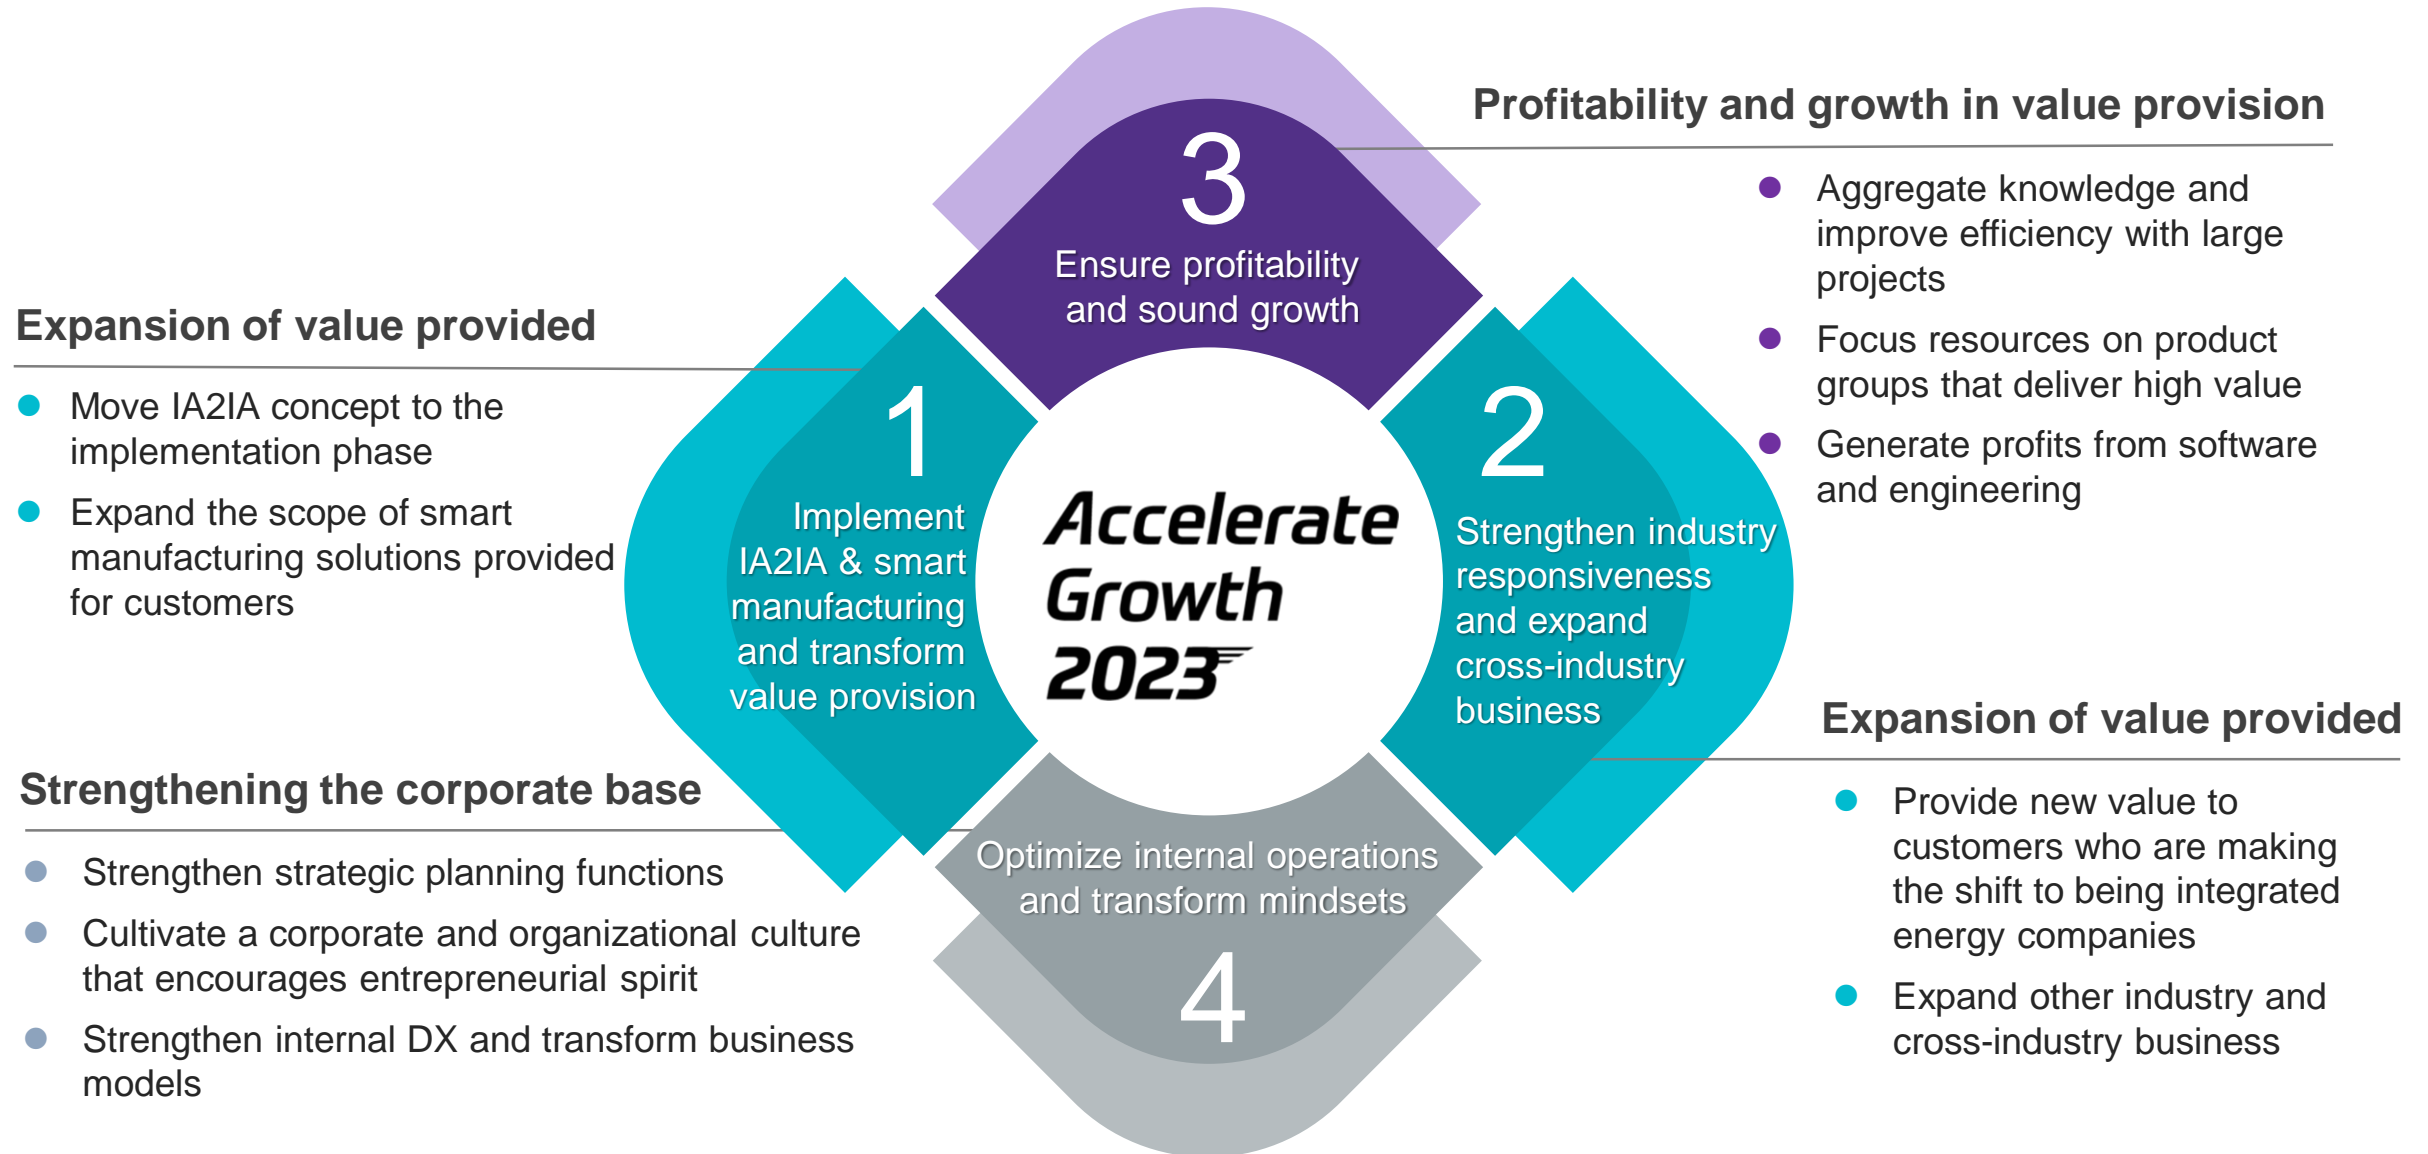 Expansion of value provided
Move IA2IA concept to the
implementation phase
Expand the scope of smart
manufacturing solutions provided
for customers
Strengthening the corporate base
Strengthen strategic planning functions
Cultivate a corporate and organizational culture
that encourages entrepreneurial spirit
Strengthen internal DX and transform business
models
3
Ensure profitability
and sound growth
1
Implement
IA2IA & smart
manufacturing
and transform
value provision
Accelerate
Growth
2023
2
Strengthen industry
responsiveness
and expand
cross-industry
business
Optimize internal operations
and transform mindsets
4
Profitability and growth in value provision
Aggregate knowledge and
improve efficiency with large
projects
Focus resources on product
groups that deliver high value
Generate profits from software
and engineering
Expansion of value provided
Provide new value to
customers who are making
the shift to being integrated
energy companies
Expand other industry and
cross-industry business